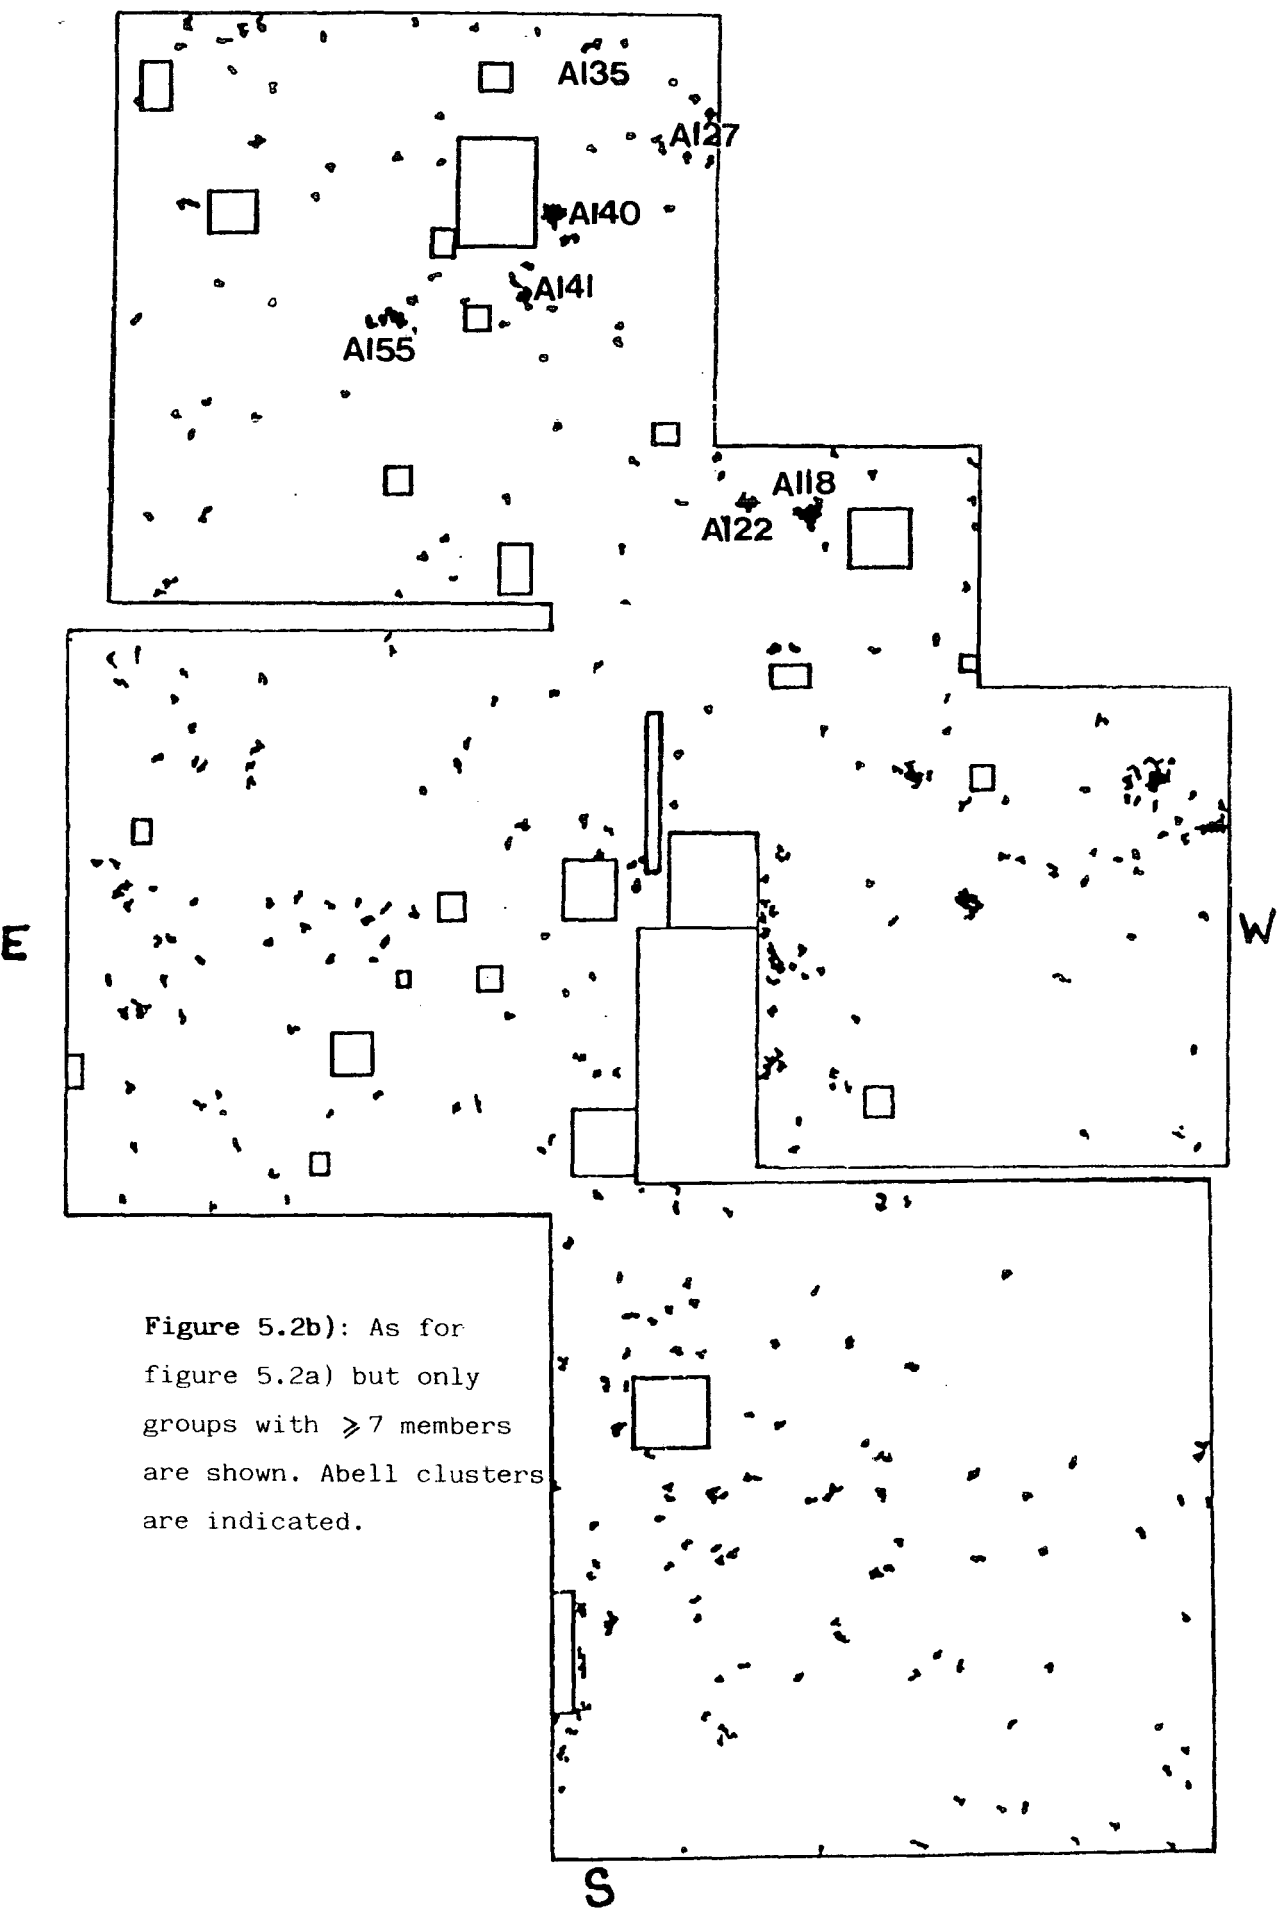 A135
A127
A140
A141
A155
A118
A122
E
W
Figure 5.2b): As for
figure 5.2a) but only
groups with ⩾7 members
are shown. Abell clusters
are indicated.
S